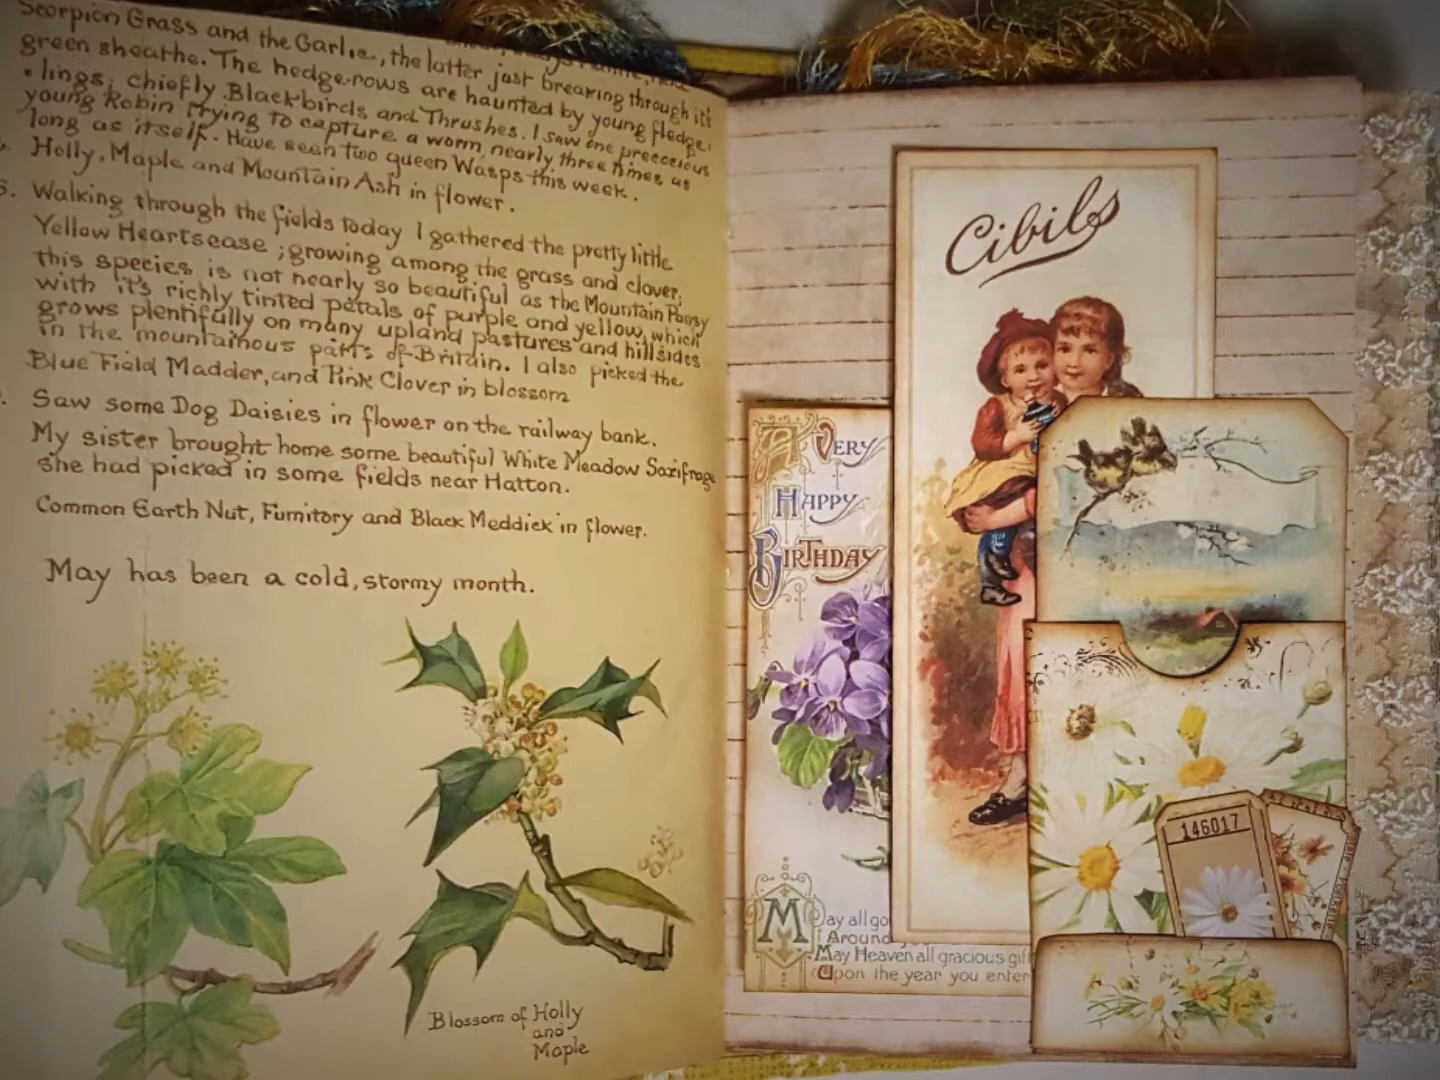 Scorpion Grass and the Garlic, the latter just breaking through it's
green sheathe. The hedge-rows are haunted by young fledge-
lings, chiefly Blackbirds and Thrushes. I saw one precocious
young Robin trying to capture a worm, nearly three times as
long as itself. Have seen two queen Wasps this week.
Holly, Maple and Mountain Ash in flower.
Walking through the fields today I gathered the pretty little
Yellow Heartsease ; growing among the grass and clover;
this species is not nearly so beautiful as the Mountain Pansy
with it's richly tinted petals of purple and yellow, which
grows plentifully on many upland pastures and hillsides
in the mountainous parts of Britain. I also picked the
Blue Field Madder, and Pink Clover in blossom
Saw some Dog Daisies in flower on the railway bank.
My sister brought home some beautiful White Meadow Saxifrage
she had picked in some fields near Hatton.
Common Earth Nut, Fumitory and Black Meddick in flower.
May has been a cold, stormy month.
Blossom of Holly
and
Maple
Cibils
A VERY
HAPPY
BIRTHDAY
May all go
Around
May Heaven all gracious gif
Upon the year you enter
146017